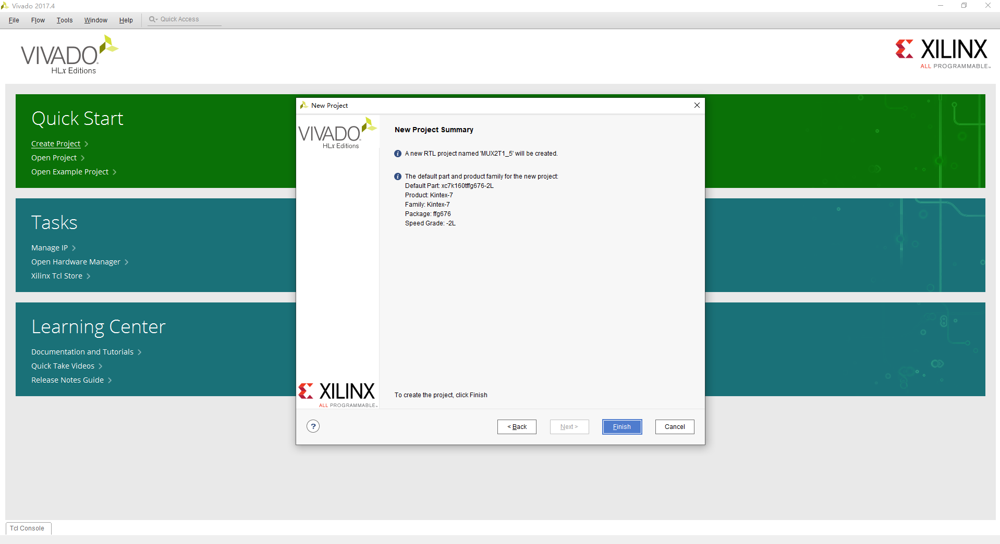 Vivado 2017.4
File Flow Tools Window Help Quick Access
VIVADO
HLx Editions
XILINX
ALL PROGRAMMABLE™
Quick Start
Create Project
Open Project
Open Example Project
Tasks
Manage IP
Open Hardware Manager
Xilinx Tcl Store
Learning Center
Documentation and Tutorials
Quick Take Videos
Release Notes Guide
New Project
VIVADO
HLx Editions
New Project Summary
A new RTL project named 'MUX2T1_5' will be created.
The default part and product family for the new project:
Default Part: xc7k160tffg676-2L
Product: Kintex-7
Family: Kintex-7
Package: ffg676
Speed Grade: -2L
XILINX
ALL PROGRAMMABLE™
To create the project, click Finish
? < Back Next > Finish Cancel
Tcl Console